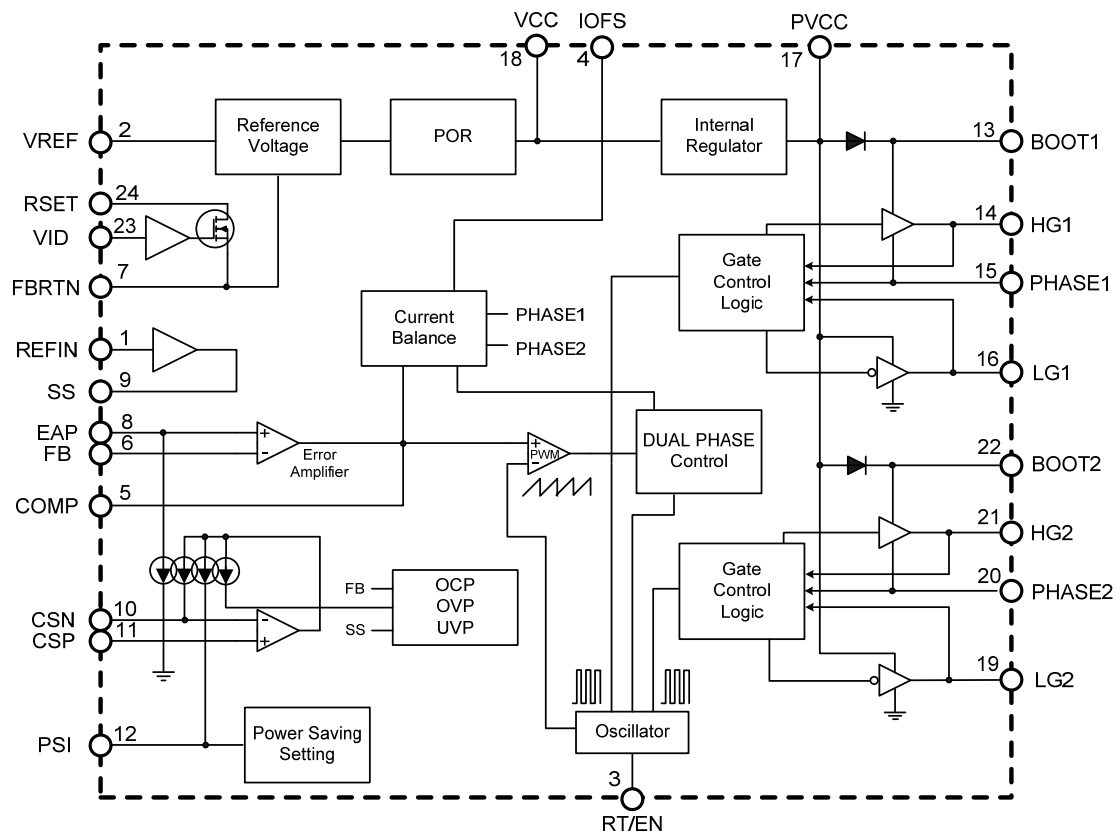 VCC IOFS PVCC
18 4 17
VREF 2 Reference Voltage POR Internal Regulator 13 BOOT1
RSET 24
VID 23 14 HG1
FBRTN 7 Gate Control Logic 15 PHASE1
Current Balance PHASE1
PHASE2
REFIN 1
SS 9 16 LG1
EAP 8 + DUAL PHASE Control
FB 6 - Error Amplifier + PWM - 22 BOOT2
COMP 5
21 HG2
Gate Control Logic 20 PHASE2
FB OCP
OVP
SS UVP
CSN 10 -
CSP 11 +
19 LG2
PSI 12 Power Saving Setting Oscillator
3
RT/EN